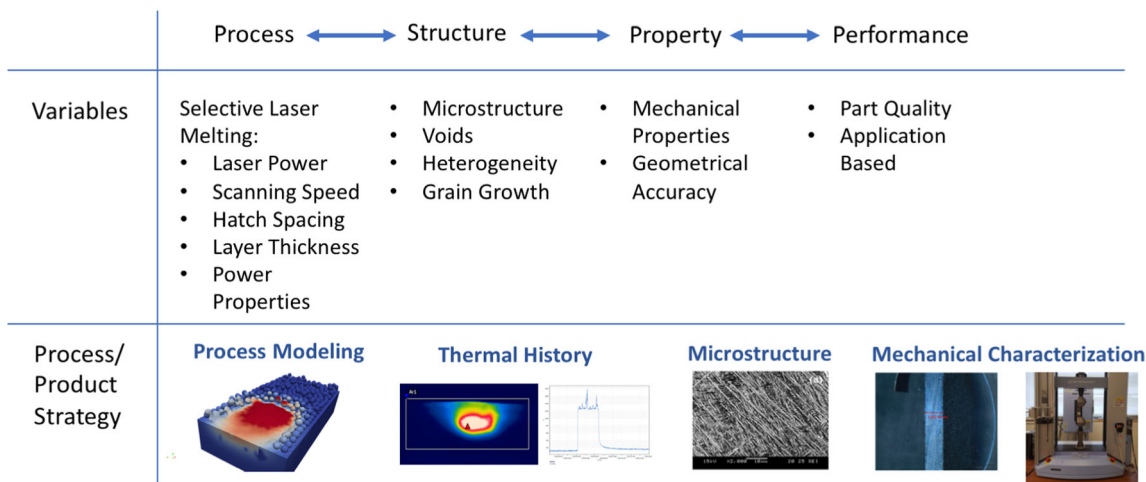 Process Structure Property Performance
Variables
Selective Laser
Melting:
• Laser Power
• Scanning Speed
• Hatch Spacing
• Layer Thickness
• Power
Properties
• Microstructure
• Voids
• Heterogeneity
• Grain Growth
• Mechanical
Properties
• Geometrical
Accuracy
• Part Quality
• Application
Based
Process/
Product
Strategy
Process Modeling
Thermal History
Microstructure
Mechanical Characterization